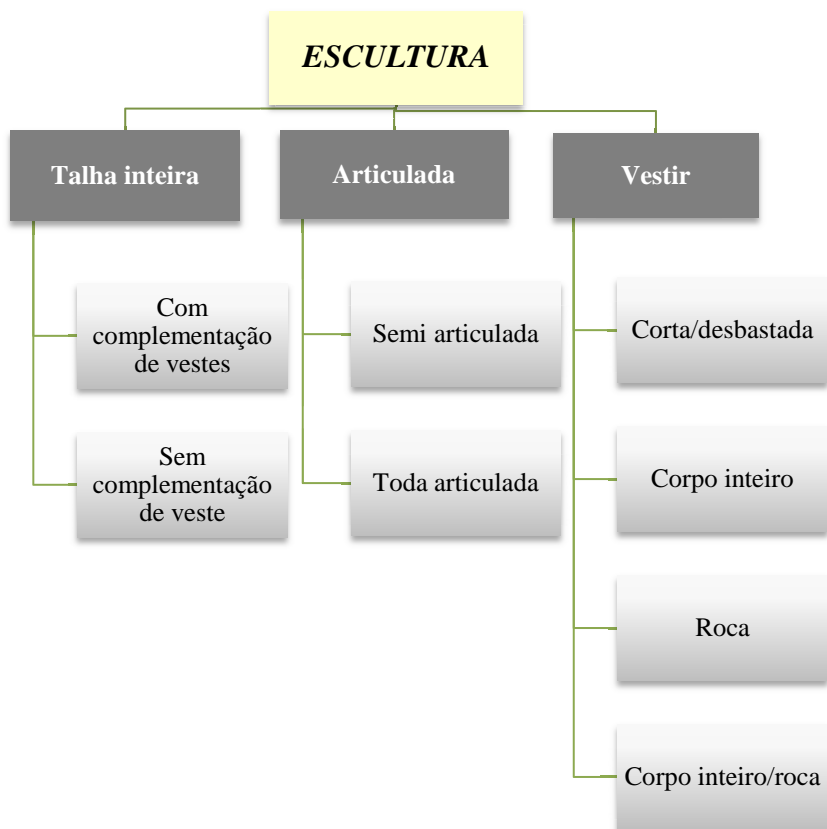 ESCULTURA
Talha inteira
Com
complementação
de vestes
Sem
complementação
de veste
Articulada
Semi articulada
Toda articulada
Vestir
Corta/desbastada
Corpo inteiro
Roca
Corpo inteiro/roca